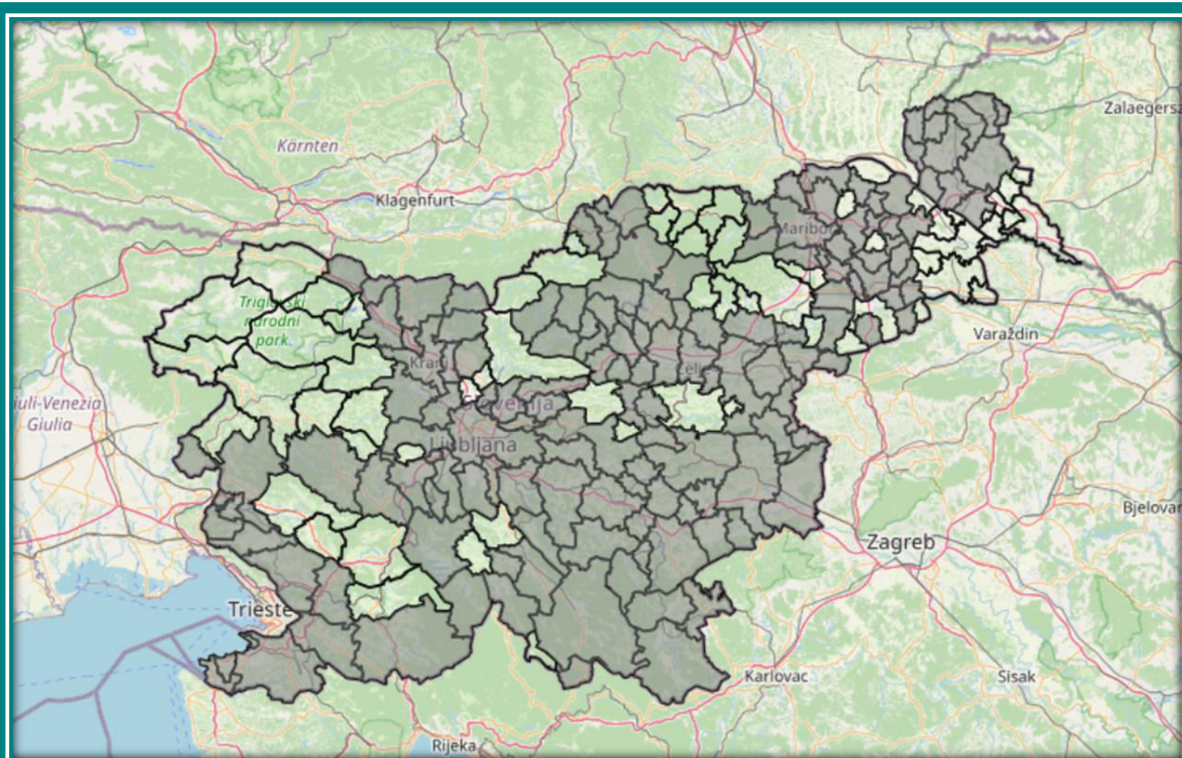 Zalaegersz
Kärnten
Klagenfurt
Maribor
Triglavski
narodni
park
Varaždin
Kranj
Celje
iuli-Venezia
Giulia
Slovenija
Ljubljana
Bjelovar
Zagreb
Trieste
Karlovac
Sisak
Rijeka